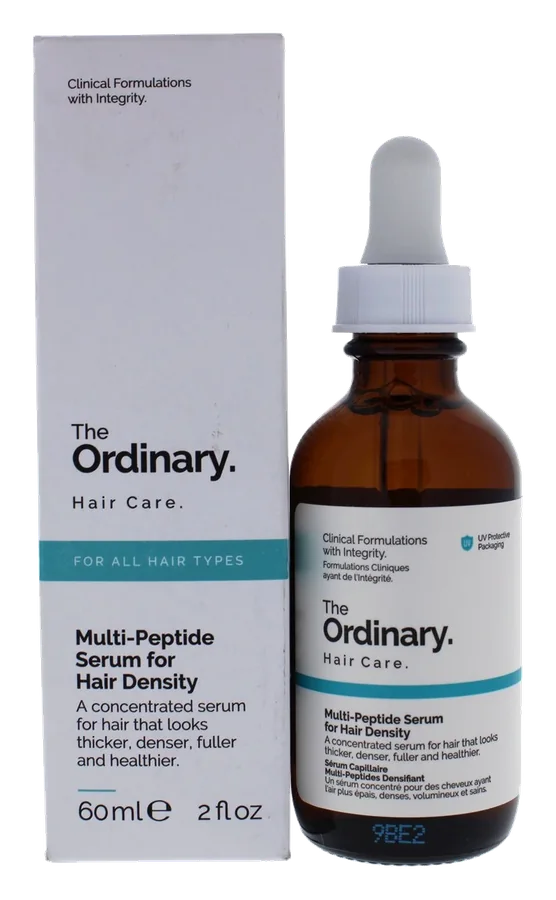 Clinical Formulations
with Integrity.
The
Ordinary.
Hair Care.
FOR ALL HAIR TYPES
Multi-Peptide
Serum for
Hair Density
A concentrated serum
for hair that looks
thicker, denser, fuller
and healthier.
60 ml e 2 fl oz
Clinical Formulations
with Integrity.
Formulations Cliniques
ayant de l'Intégrité.
UV
UV Protective
Packaging
The
Ordinary.
Hair Care.
Multi-Peptide Serum
for Hair Density
A concentrated serum for hair that looks
thicker, denser, fuller and healthier.
Sérum Capillaire
Multi-Peptides Densifiant
Un sérum concentré pour des cheveux ayant
l'air plus épais, denses, volumineux et sains.
9BE2